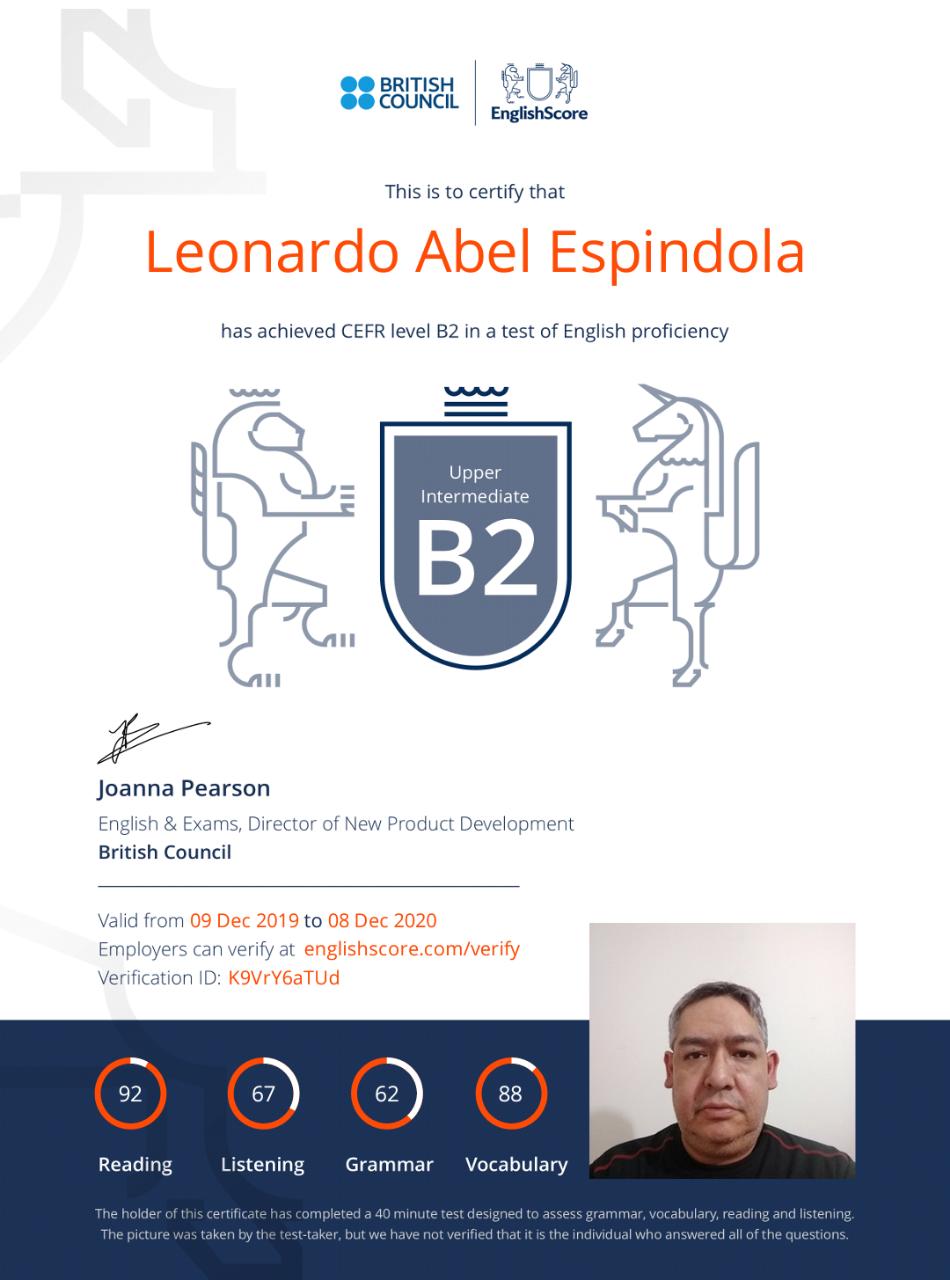 BRITISH
COUNCIL
EnglishScore
This is to certify that
Leonardo Abel Espindola
has achieved CEFR level B2 in a test of English proficiency
Upper
Intermediate
B2
Joanna Pearson
English & Exams, Director of New Product Development
British Council
Valid from 09 Dec 2019 to 08 Dec 2020
Employers can verify at englishscore.com/verify
Verification ID: K9VrY6aTUd
92 67 62 88
Reading Listening Grammar Vocabulary
The holder of this certificate has completed a 40 minute test designed to assess grammar, vocabulary, reading and listening.
The picture was taken by the test-taker, but we have not verified that it is the individual who answered all of the questions.